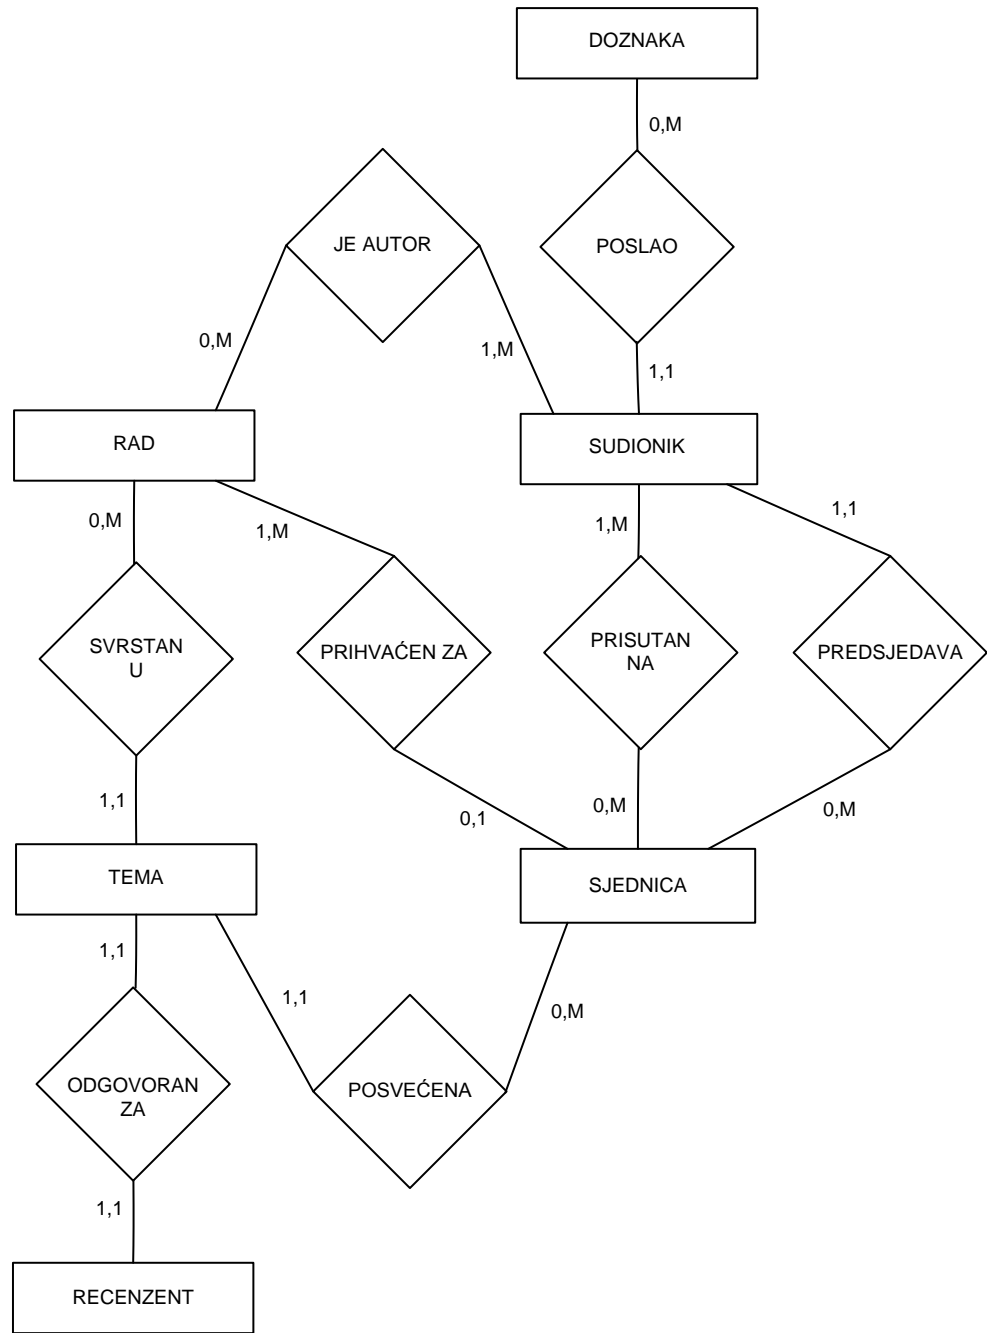 DOZNAKA
0,M
JE AUTOR
POSLAO
0,M
1,M
1,1
RAD
SUDIONIK
0,M
1,M
1,M
1,1
SVRSTAN
U
PRIHVAĆEN ZA
PRISUTAN
NA
PREDSJEDAVA
1,1
0,1
0,M
0,M
TEMA
SJEDNICA
1,1
1,1
0,M
ODGOVORAN
ZA
POSVEĆENA
1,1
RECENZENT